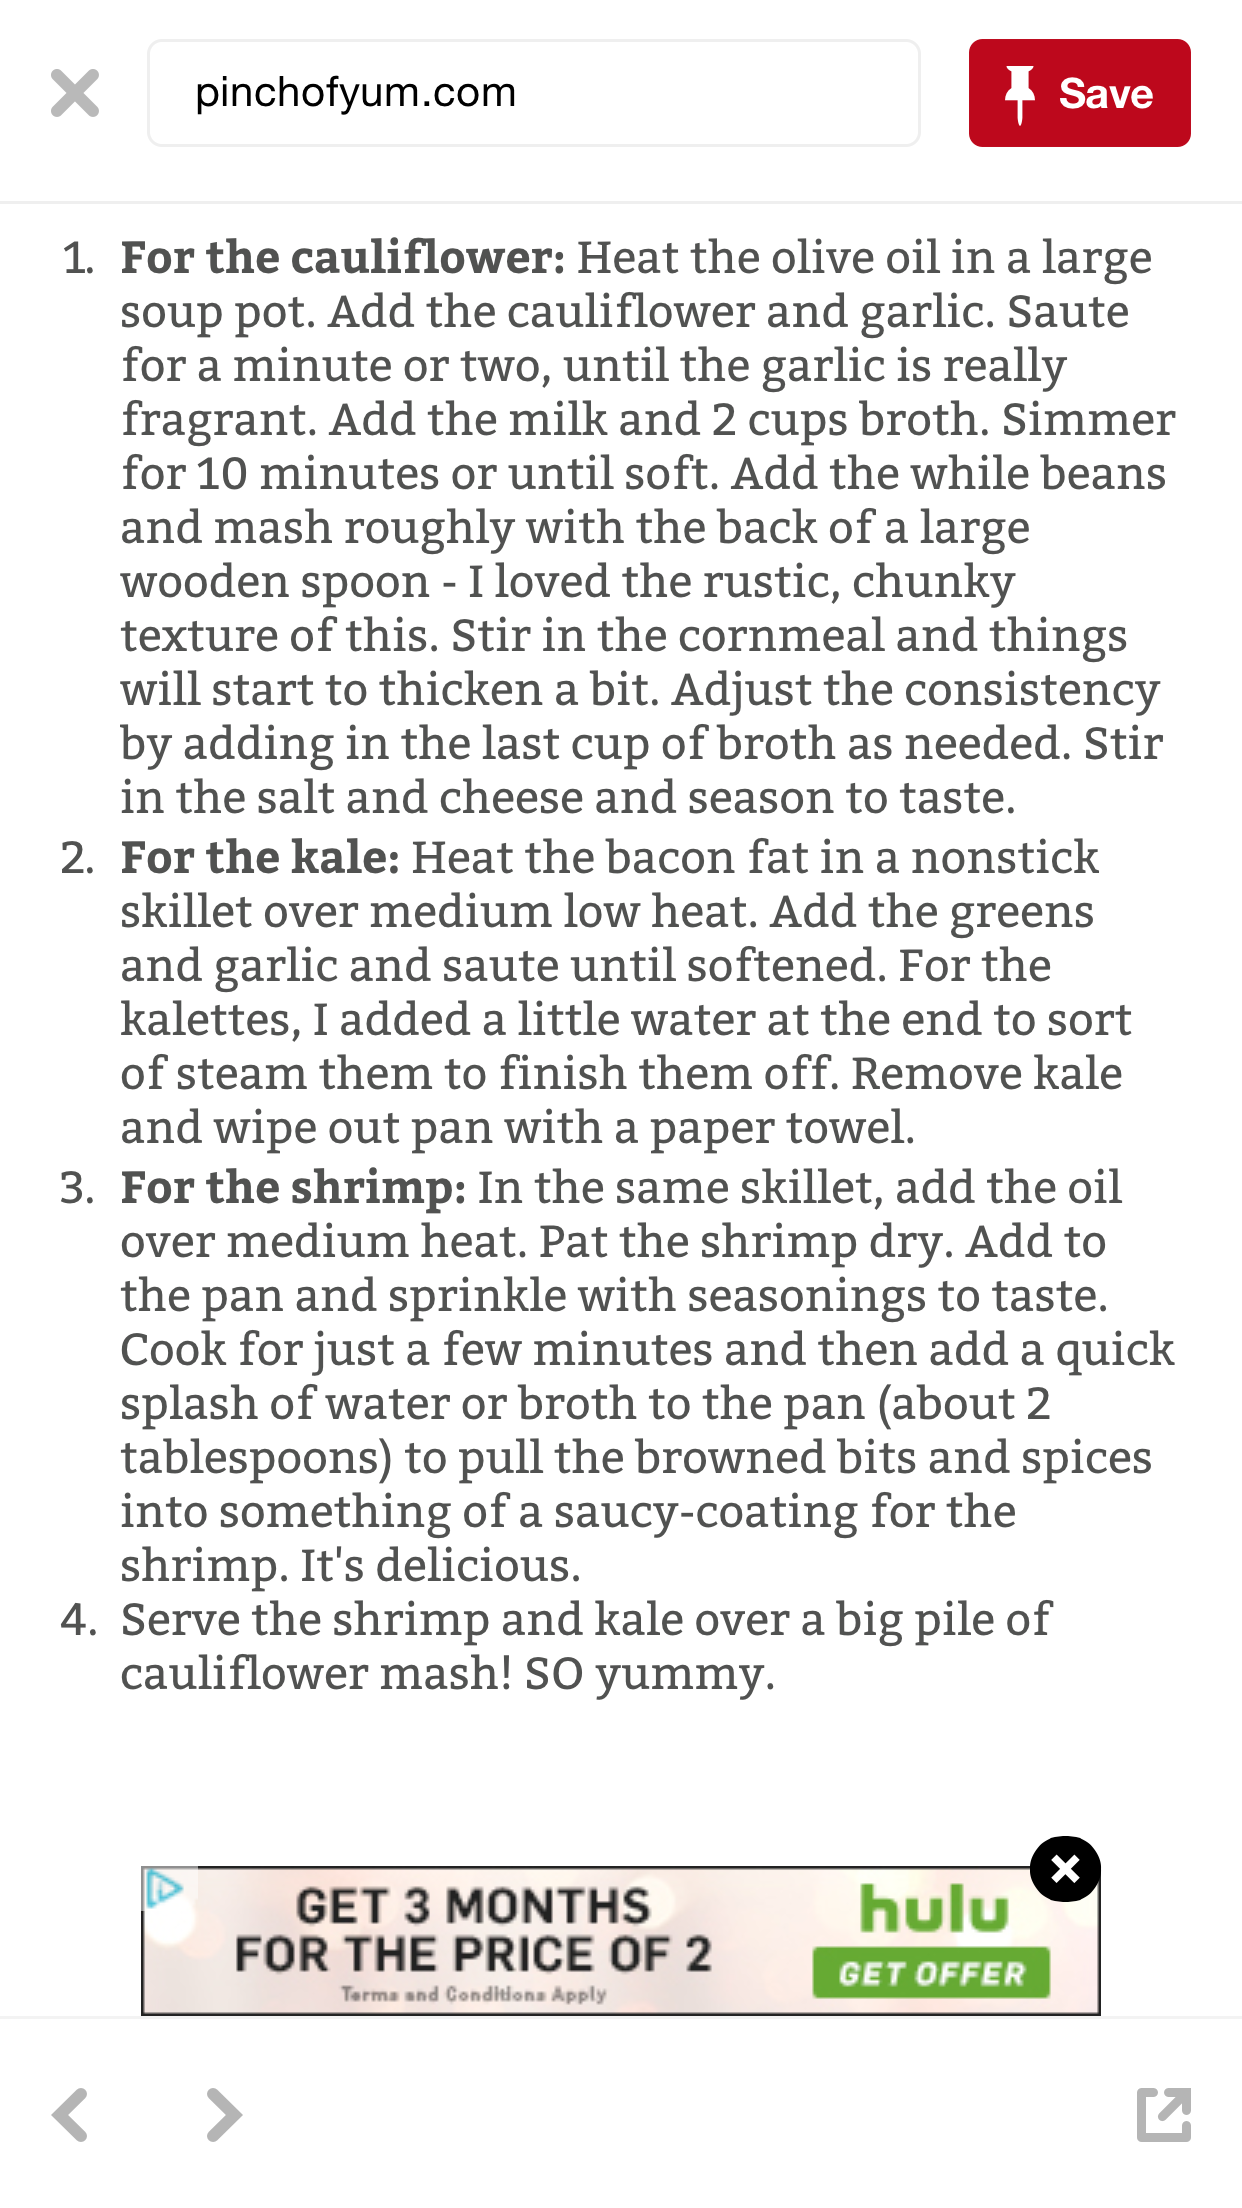 pinchofyum.com
Save
1. For the cauliflower: Heat the olive oil in a large
soup pot. Add the cauliflower and garlic. Saute
for a minute or two, until the garlic is really
fragrant. Add the milk and 2 cups broth. Simmer
for 10 minutes or until soft. Add the while beans
and mash roughly with the back of a large
wooden spoon - I loved the rustic, chunky
texture of this. Stir in the cornmeal and things
will start to thicken a bit. Adjust the consistency
by adding in the last cup of broth as needed. Stir
in the salt and cheese and season to taste.
2. For the kale: Heat the bacon fat in a nonstick
skillet over medium low heat. Add the greens
and garlic and saute until softened. For the
kalettes, I added a little water at the end to sort
of steam them to finish them off. Remove kale
and wipe out pan with a paper towel.
3. For the shrimp: In the same skillet, add the oil
over medium heat. Pat the shrimp dry. Add to
the pan and sprinkle with seasonings to taste.
Cook for just a few minutes and then add a quick
splash of water or broth to the pan (about 2
tablespoons) to pull the browned bits and spices
into something of a saucy-coating for the
shrimp. It's delicious.
4. Serve the shrimp and kale over a big pile of
cauliflower mash! SO yummy.
GET 3 MONTHS
FOR THE PRICE OF 2
Terms and Conditions Apply
hulu
GET OFFER